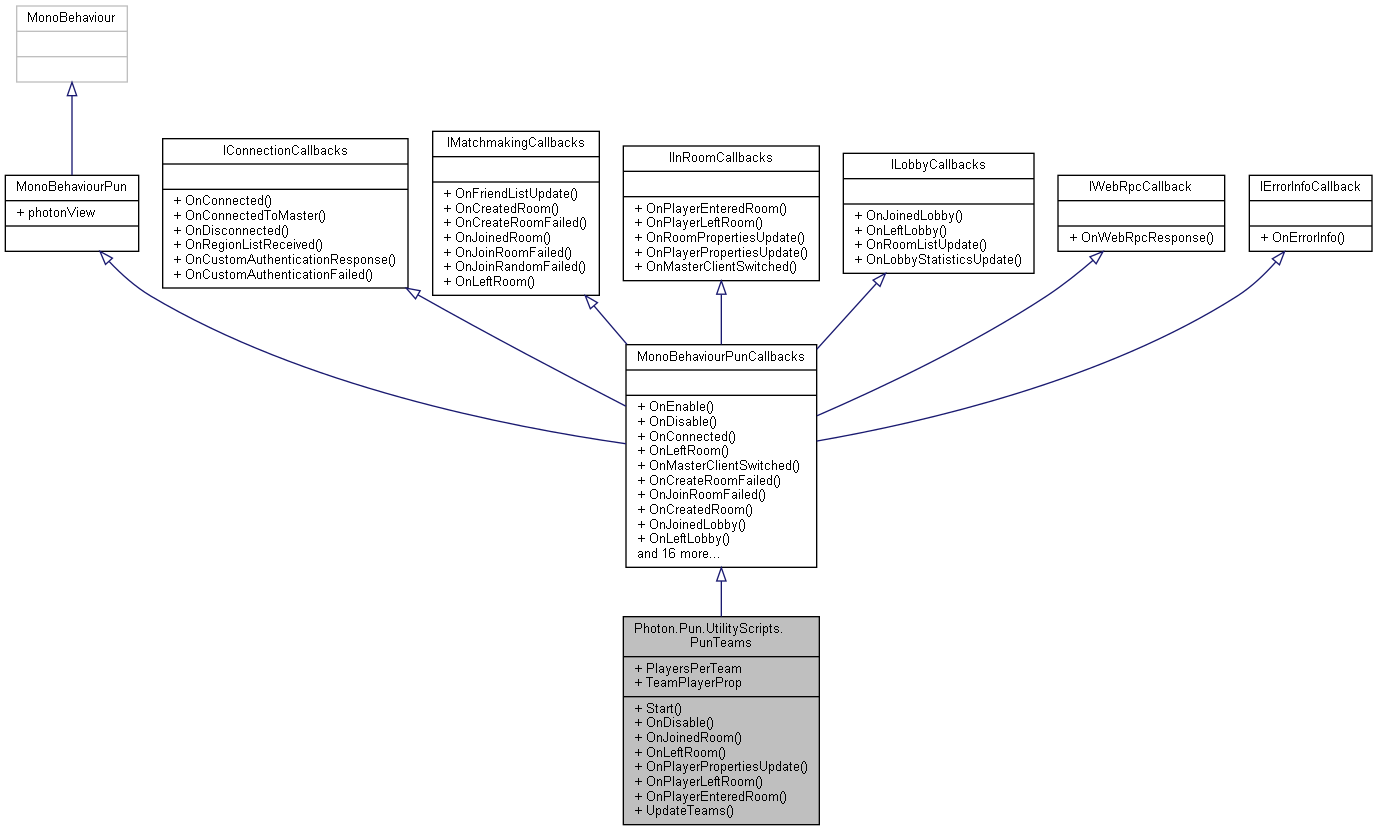 MonoBehaviour
MonoBehaviourPun
+ photonView
IConnectionCallbacks
+ OnConnected()
+ OnConnectedToMaster()
+ OnDisconnected()
+ OnRegionListReceived()
+ OnCustomAuthenticationResponse()
+ OnCustomAuthenticationFailed()
IMatchmakingCallbacks
+ OnFriendListUpdate()
+ OnCreatedRoom()
+ OnCreateRoomFailed()
+ OnJoinedRoom()
+ OnJoinRoomFailed()
+ OnJoinRandomFailed()
+ OnLeftRoom()
IInRoomCallbacks
+ OnPlayerEnteredRoom()
+ OnPlayerLeftRoom()
+ OnRoomPropertiesUpdate()
+ OnPlayerPropertiesUpdate()
+ OnMasterClientSwitched()
ILobbyCallbacks
+ OnJoinedLobby()
+ OnLeftLobby()
+ OnRoomListUpdate()
+ OnLobbyStatisticsUpdate()
IWebRpcCallback
+ OnWebRpcResponse()
IErrorInfoCallback
+ OnErrorInfo()
MonoBehaviourPunCallbacks
+ OnEnable()
+ OnDisable()
+ OnConnected()
+ OnLeftRoom()
+ OnMasterClientSwitched()
+ OnCreateRoomFailed()
+ OnJoinRoomFailed()
+ OnCreatedRoom()
+ OnJoinedLobby()
+ OnLeftLobby()
and 16 more...
Photon.Pun.UtilityScripts.
PunTeams
+ PlayersPerTeam
+ TeamPlayerProp
+ Start()
+ OnDisable()
+ OnJoinedRoom()
+ OnLeftRoom()
+ OnPlayerPropertiesUpdate()
+ OnPlayerLeftRoom()
+ OnPlayerEnteredRoom()
+ UpdateTeams()